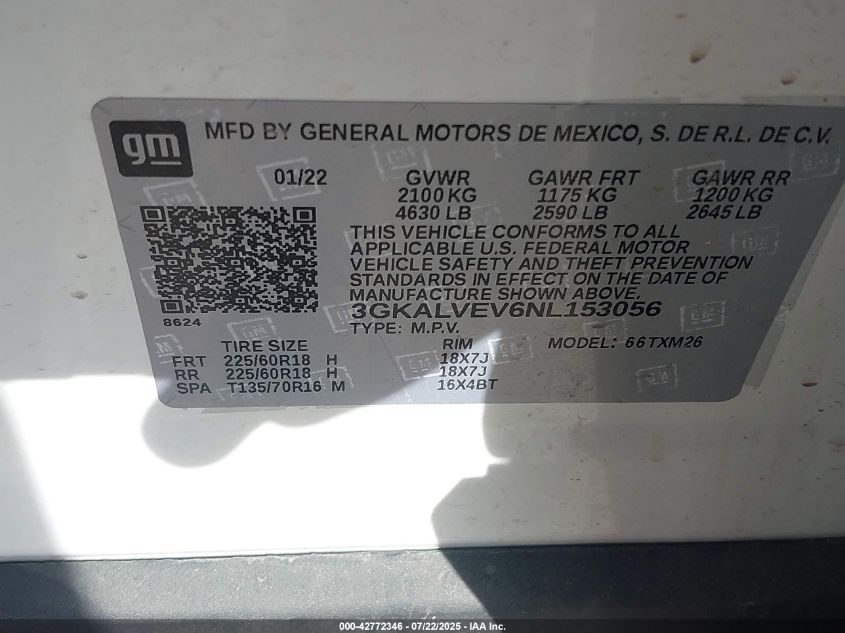 gm MFD BY GENERAL MOTORS DE MEXICO, S. DE R.L. DE C.V.
01/22 GVWR GAWR FRT GAWR RR
2100 KG 1175 KG 1200 KG
4630 LB 2590 LB 2645 LB
THIS VEHICLE CONFORMS TO ALL
APPLICABLE U.S. FEDERAL MOTOR
VEHICLE SAFETY AND THEFT PREVENTION
STANDARDS IN EFFECT ON THE DATE OF
MANUFACTURE SHOWN ABOVE.
8624 3GKALVEV6NL153056
TYPE: M.P.V. MODEL: 66TXM26
TIRE SIZE RIM
FRT 225/60R18 H 18X7J
RR 225/60R18 H 18X7J
SPA T135/70R16 M 16X4BT
000-42772346 - 07/22/2025 - IAA Inc.